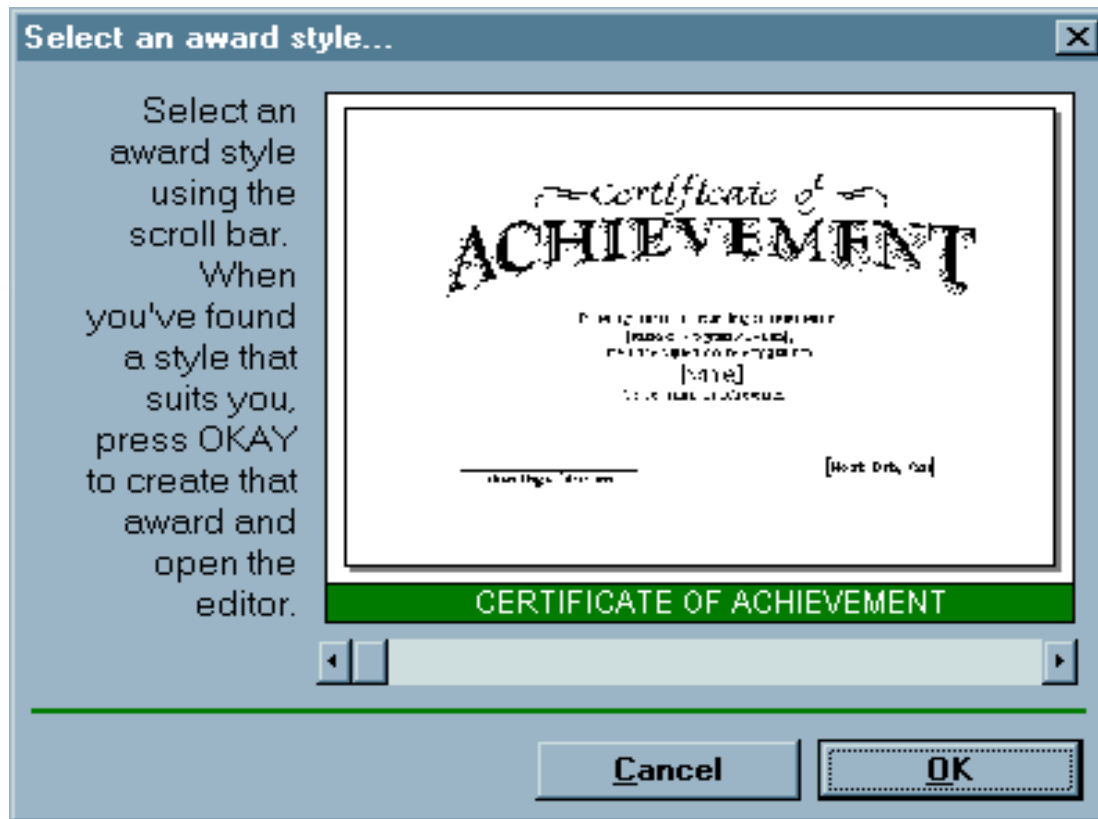 Select an award style...
Select an
award style
using the
scroll bar.
When
you've found
a style that
suits you,
press OKAY
to create that
award and
open the
editor.
Certificate of
ACHIEVEMENT
[Name]
CERTIFICATE OF ACHIEVEMENT
Cancel
OK